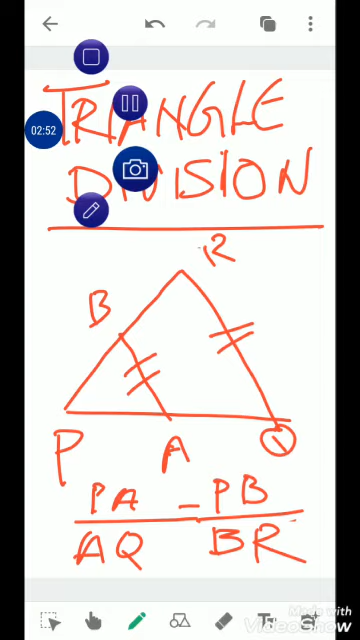 02:52
TRIANGLE
DIVISION
R
B
P A Q
PA = PB
AQ BR
Made with
VideoShow